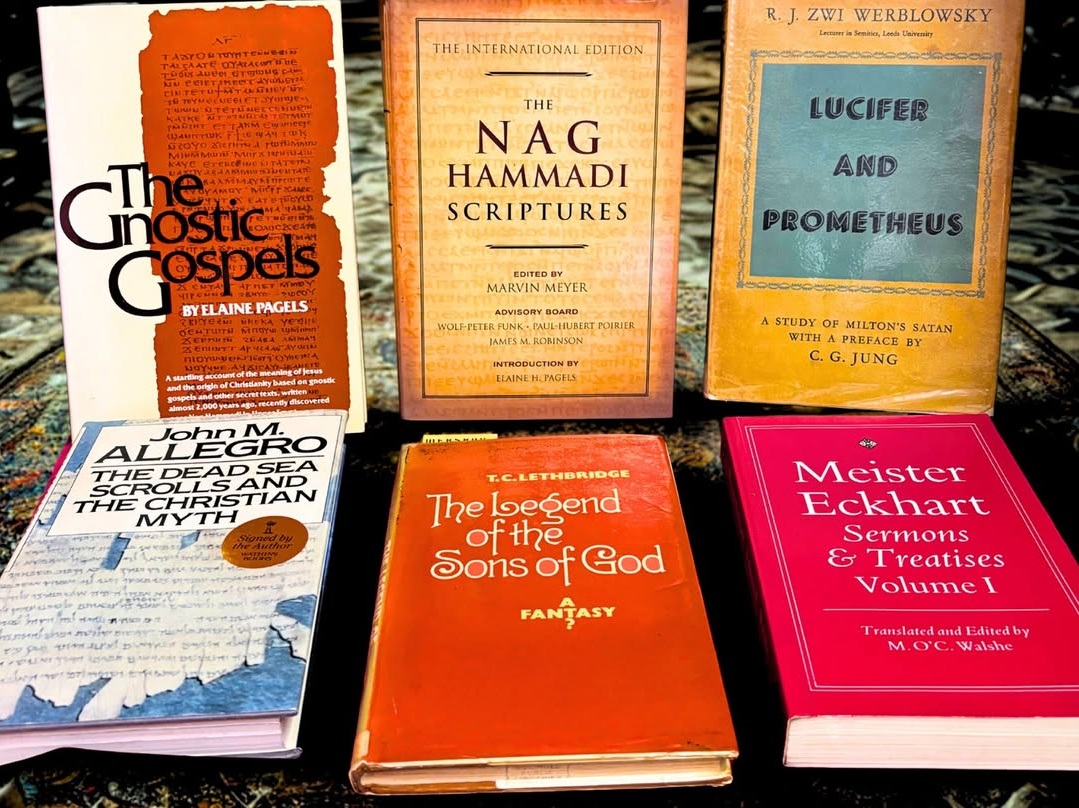 The
Gnostic
Gospels
BY ELAINE PAGELS
A startling account of the meaning of Jesus
and the origin of Christianity based on gnostic
gospels and other secret texts, written
almost 2,000 years ago, recently discovered
THE INTERNATIONAL EDITION
THE
NAG
HAMMADI
SCRIPTURES
EDITED BY
MARVIN MEYER
ADVISORY BOARD
WOLF-PETER FUNK • PAUL-HUBERT POIRIER
JAMES M. ROBINSON
INTRODUCTION BY
ELAINE H. PAGELS
R. J. ZWI WERBLOWSKY
Lecturer in Semitics, Leeds University
LUCIFER
AND
PROMETHEUS
A STUDY OF MILTON'S SATAN
WITH A PREFACE BY
C. G. JUNG
John M.
ALLEGRO
THE DEAD SEA
SCROLLS AND
THE CHRISTIAN
MYTH
Signed by
the Author
WATKINS
BOOKS
T.C. LETHBRIDGE
The Legend
of the
Sons of God
A
FANTASY
?
Meister
Eckhart
Sermons
& Treatises
Volume I
Translated and Edited by
M. O'C. Walshe